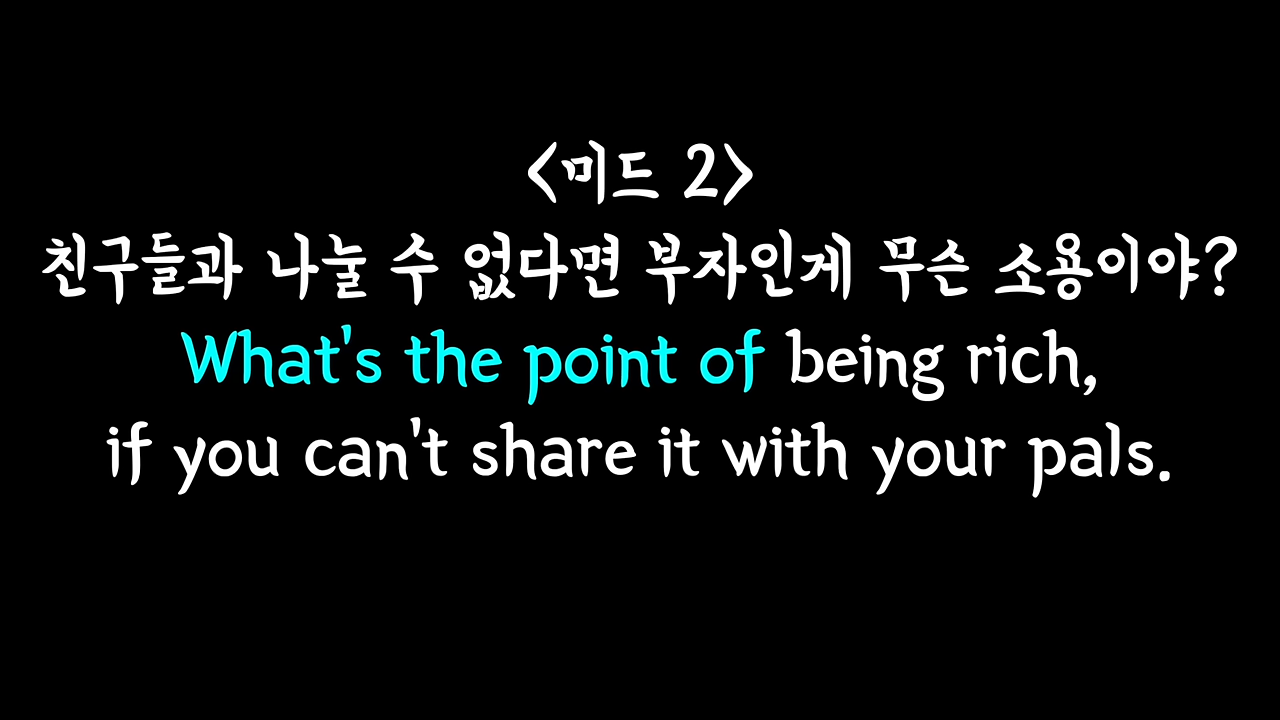 <미드 2>
친구들과 나눌 수 없다면 부자인게 무슨 소용이야?
What's the point of being rich,
if you can't share it with your pals.